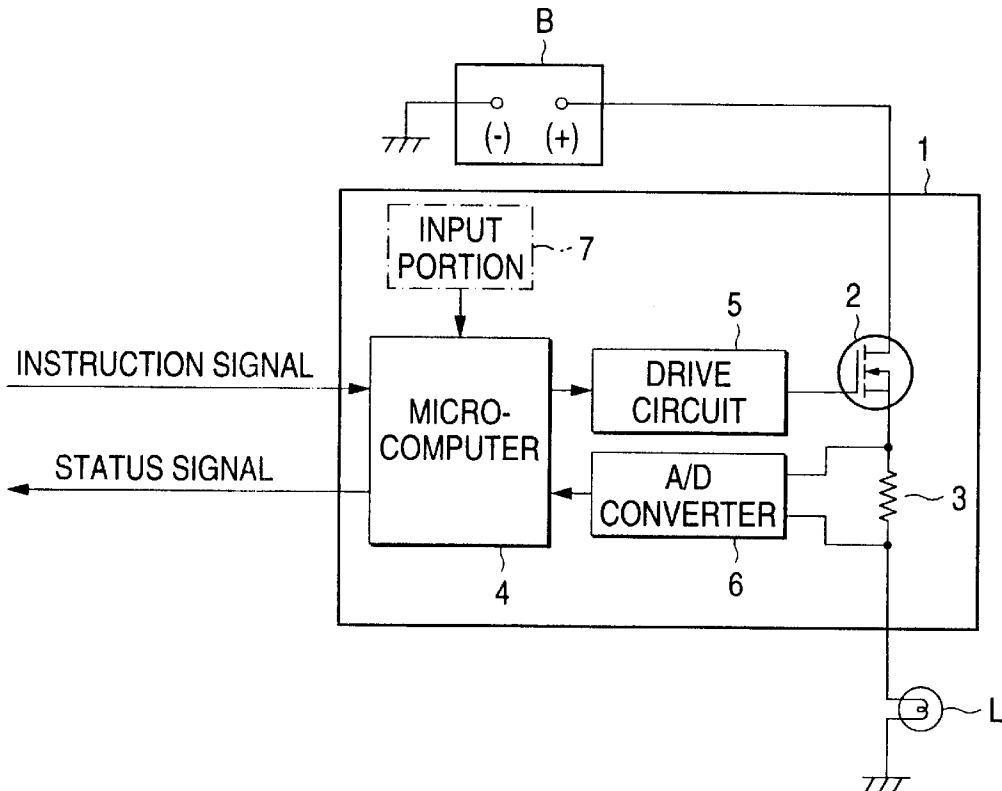 B
(-) (+)
1
INPUT
PORTION
7
2
5
INSTRUCTION SIGNAL
DRIVE
CIRCUIT
MICRO-
COMPUTER
STATUS SIGNAL
A/D
CONVERTER
3
4
6
L